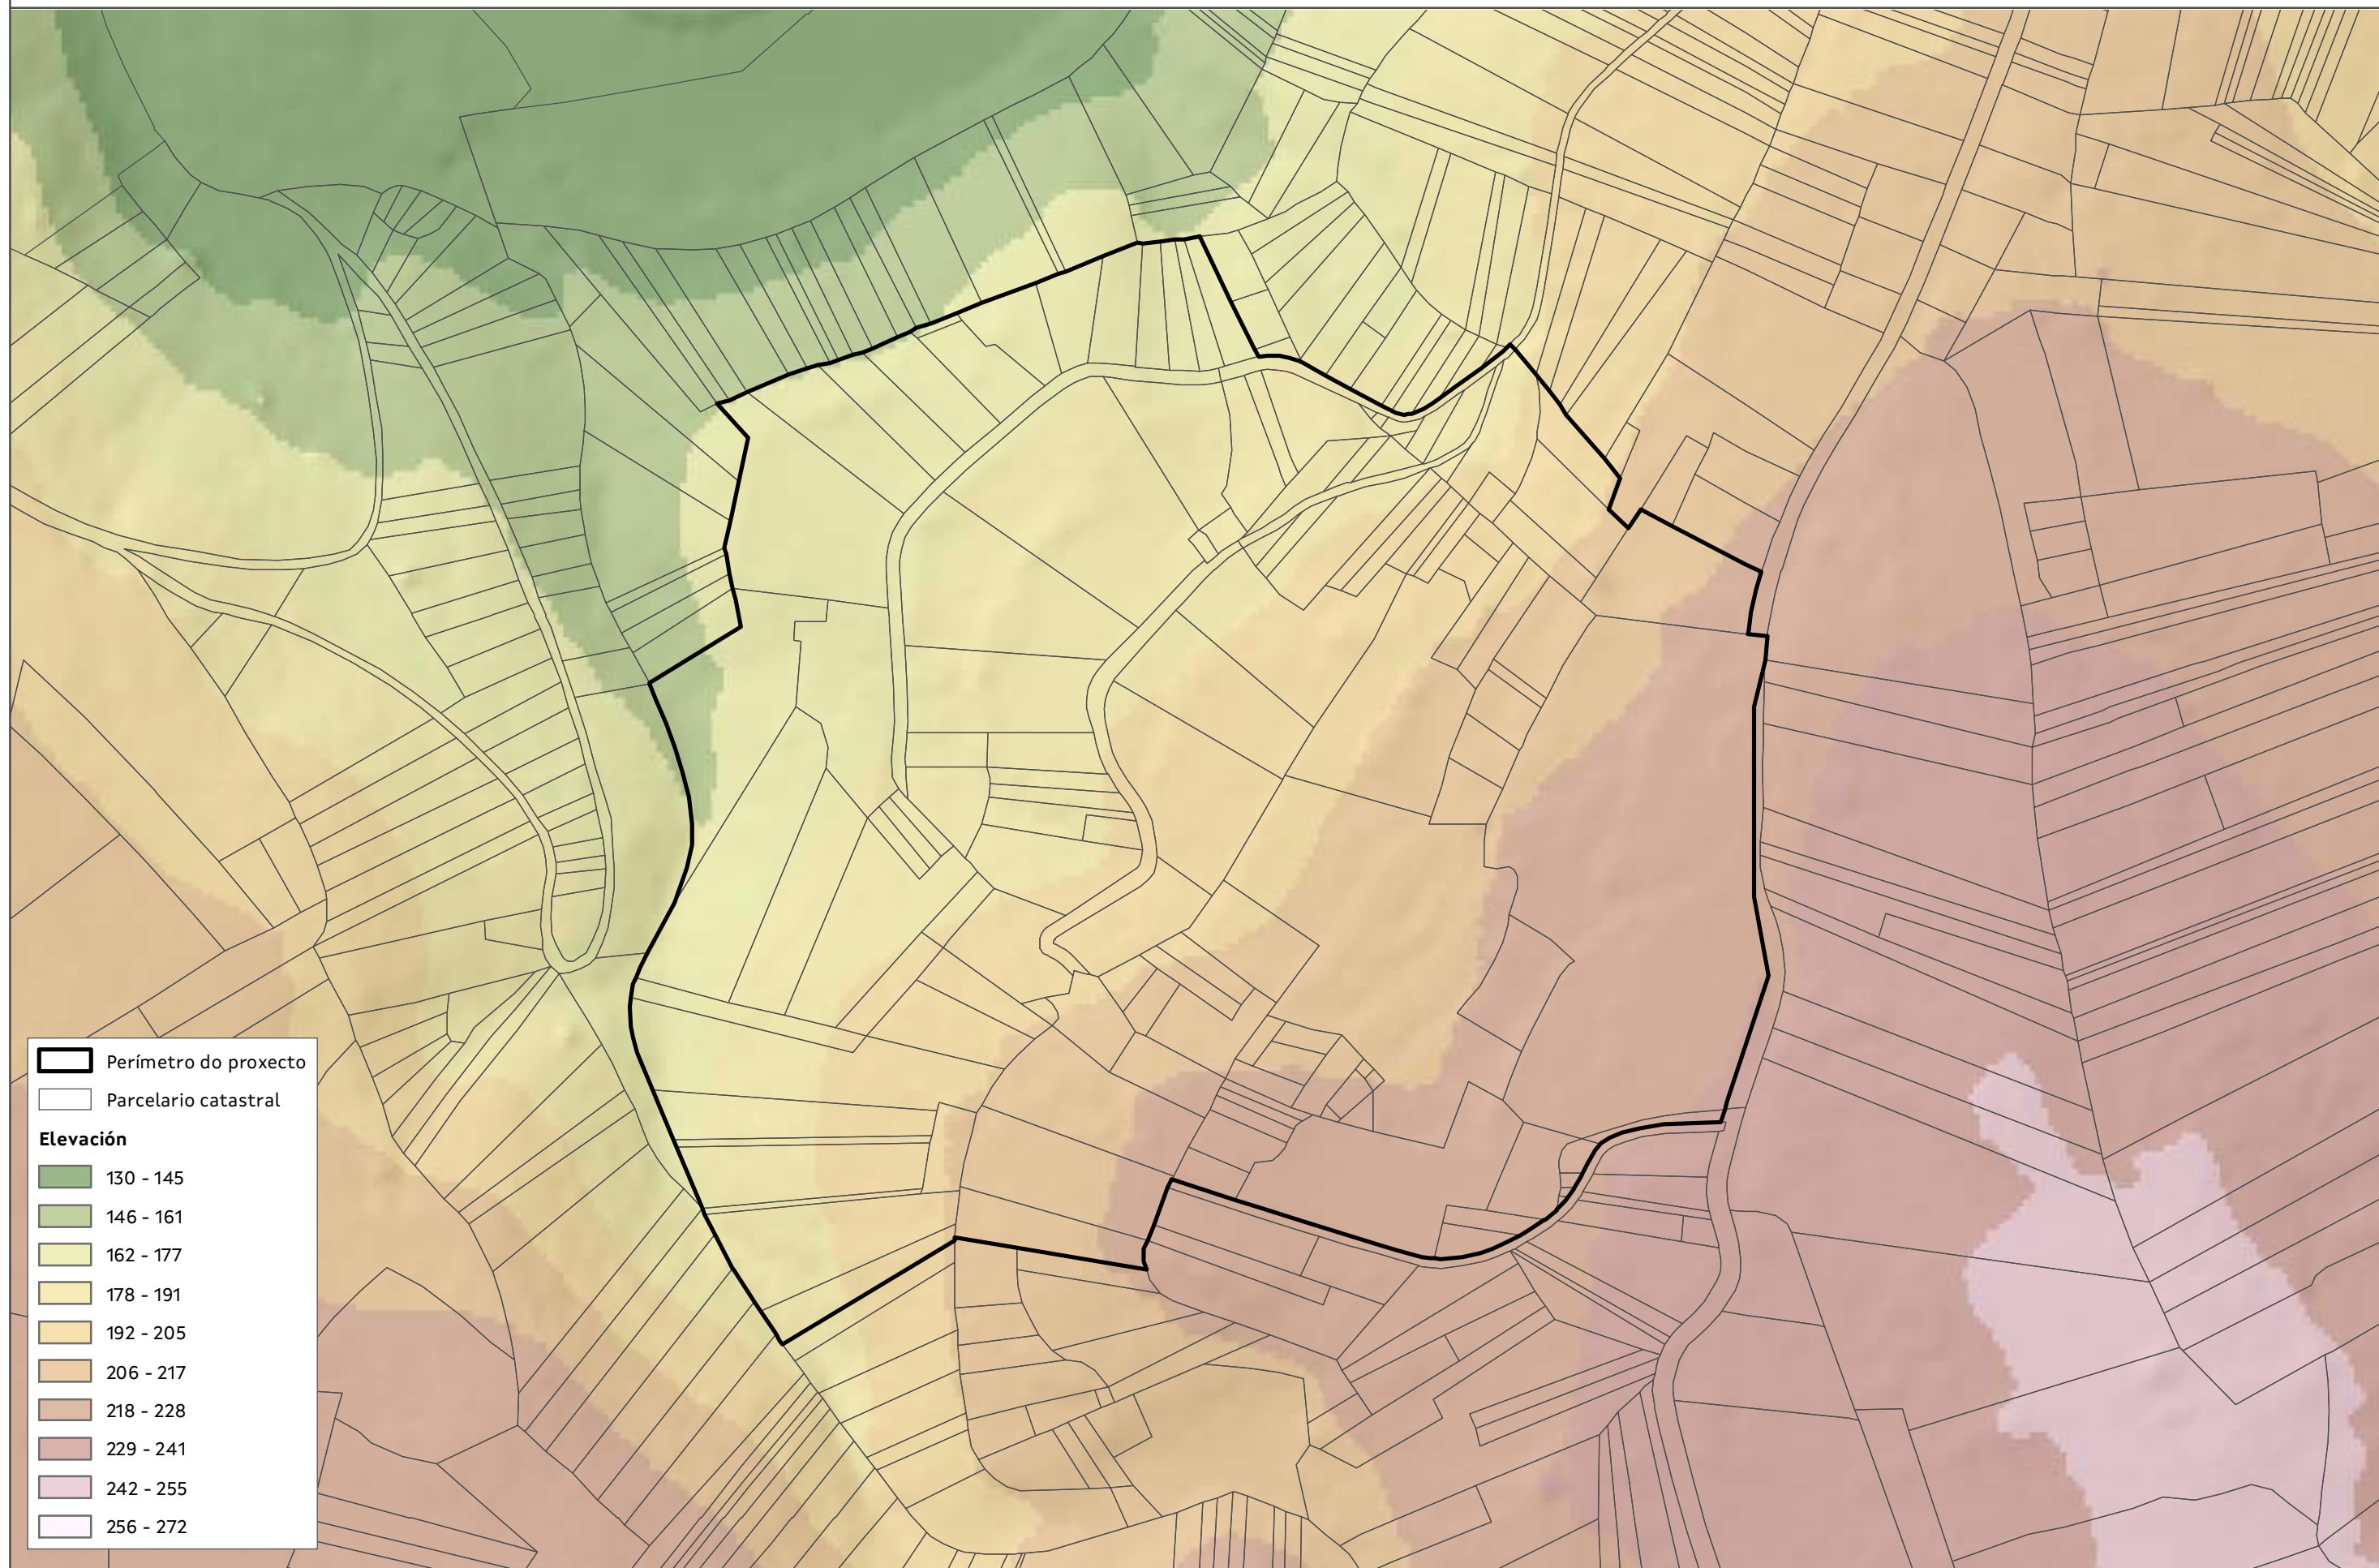 Perímetro do proxecto
Parcelario catastral
Elevación
130 - 145
146 - 161
162 - 177
178 - 191
192 - 205
206 - 217
218 - 228
229 - 241
242 - 255
256 - 272